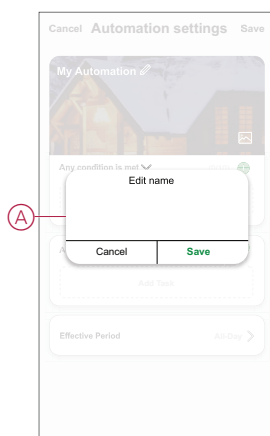 Cancel Automation settings Save
My Automation
Any condition is met
Edit name
A
Cancel Save
Add Task
Effective Period All-Day